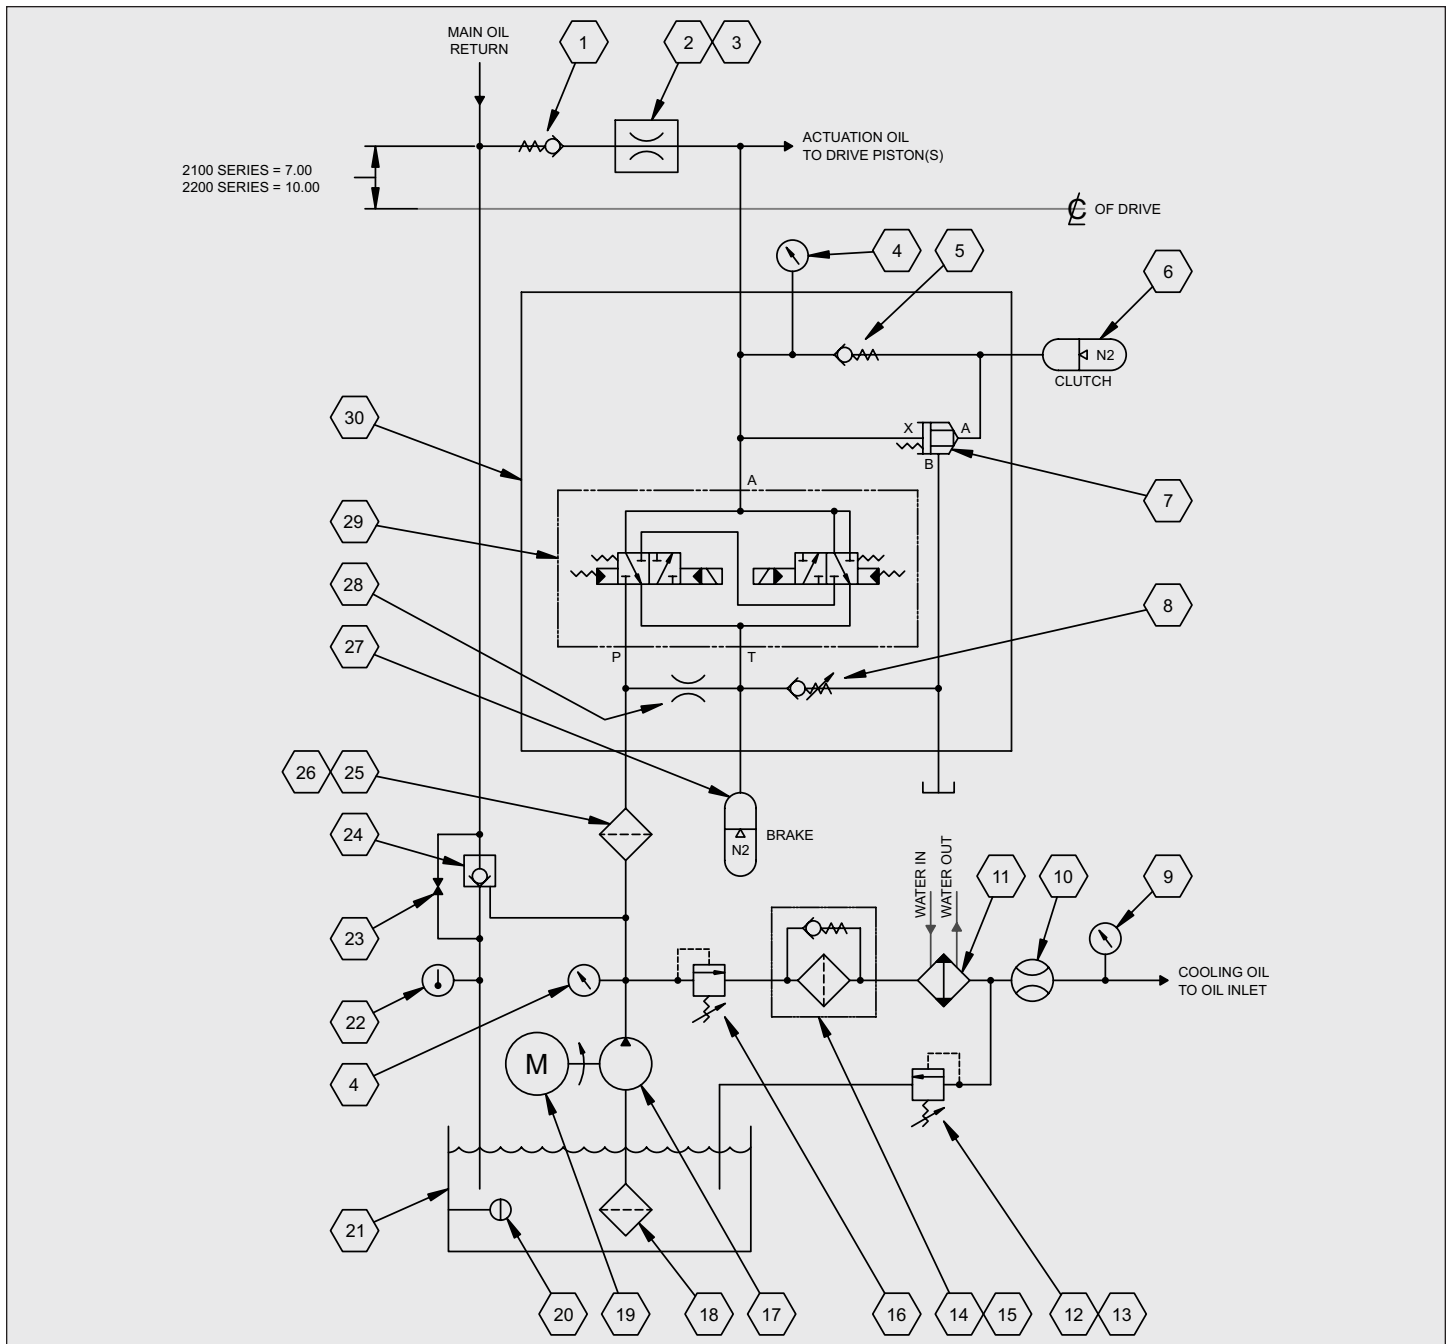 MAIN OIL
RETURN
1
2
3
ACTUATION OIL
TO DRIVE PISTON(S)
2100 SERIES = 7.00
2200 SERIES = 10.00
℄ OF DRIVE
4
5
6
N2
CLUTCH
30
X
A
B
7
A
29
28
8
27
P
T
26
25
BRAKE
N2
24
WATER IN
WATER OUT
11
10
9
23
COOLING OIL
TO OIL INLET
22
4
M
21
20
19
18
17
16
14
15
12
13